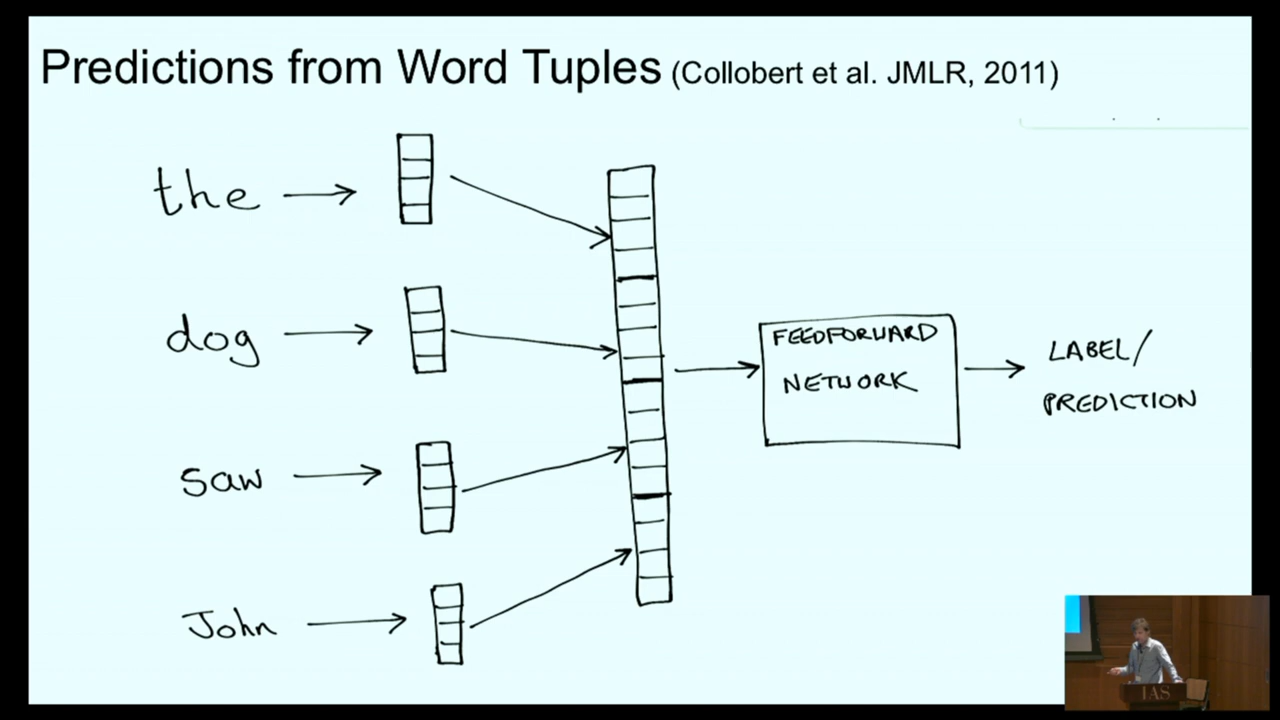 Predictions from Word Tuples (Collobert et al. JMLR, 2011)
the
dog
saw
John
FEEDFORWARD
NETWORK
LABEL/
PREDICTION
IAS